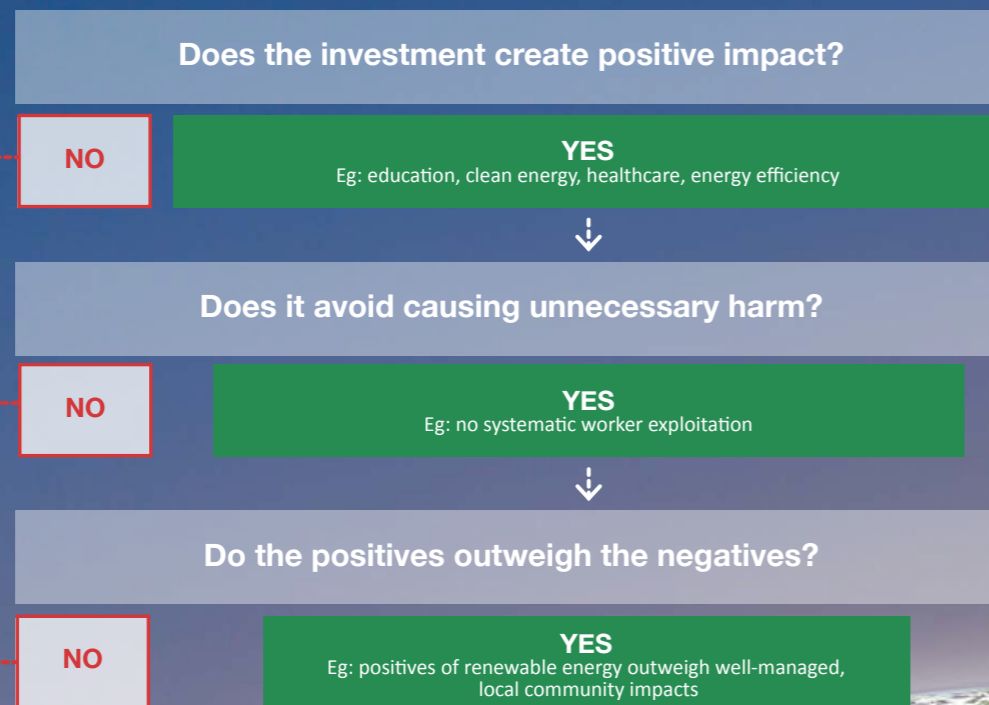 Does the investment create positive impact?
NO
YES
Eg: education, clean energy, healthcare, energy efficiency
Does it avoid causing unnecessary harm?
NO
YES
Eg: no systematic worker exploitation
Do the positives outweigh the negatives?
NO
YES
Eg: positives of renewable energy outweigh well-managed,
local community impacts